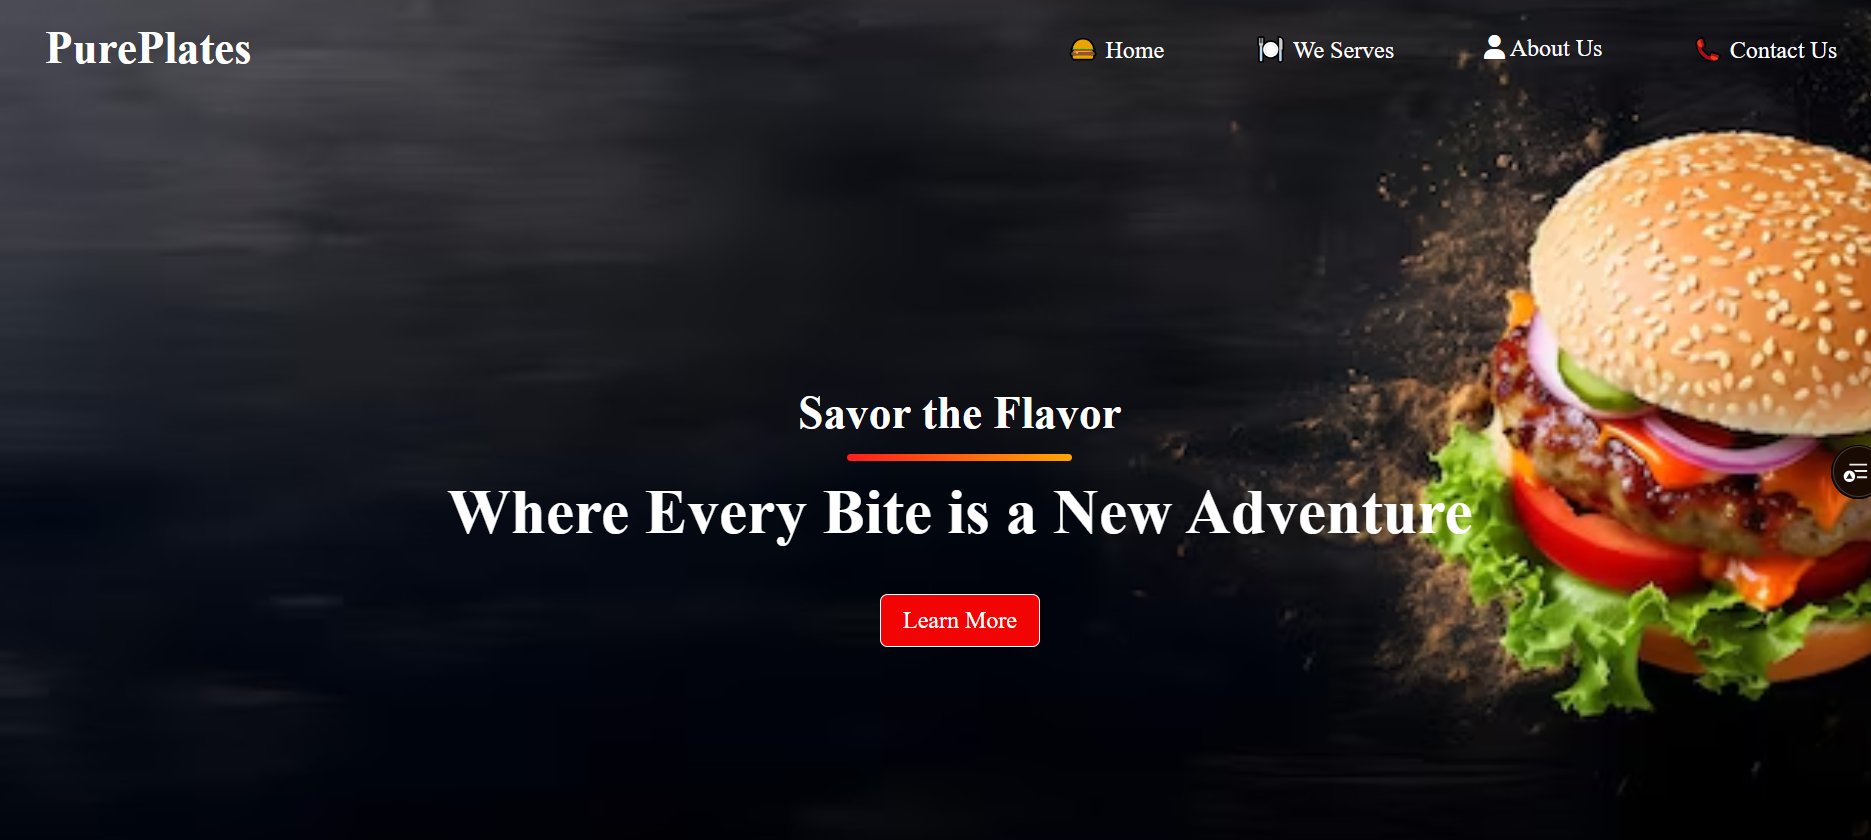 PurePlates
Home
We Serves
About Us
Contact Us
Savor the Flavor
Where Every Bite is a New Adventure
Learn More